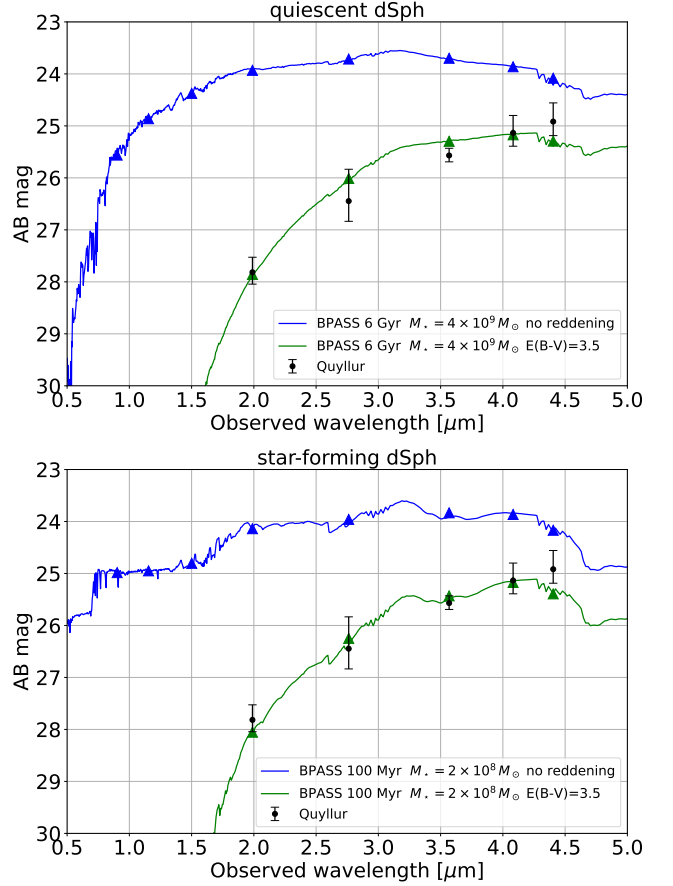 quiescent dSph
23
24
25
26
27
28
29
30
AB mag
BPASS 6 Gyr M⋆ = 4 × 10⁹ M⊙ no reddening
BPASS 6 Gyr M⋆ = 4 × 10⁹ M⊙ E(B-V)=3.5
Quyllur
0.5 1.0 1.5 2.0 2.5 3.0 3.5 4.0 4.5 5.0
Observed wavelength [μm]
star-forming dSph
23
24
25
26
27
28
29
30
AB mag
BPASS 100 Myr M⋆ = 2 × 10⁸ M⊙ no reddening
BPASS 100 Myr M⋆ = 2 × 10⁸ M⊙ E(B-V)=3.5
Quyllur
0.5 1.0 1.5 2.0 2.5 3.0 3.5 4.0 4.5 5.0
Observed wavelength [μm]